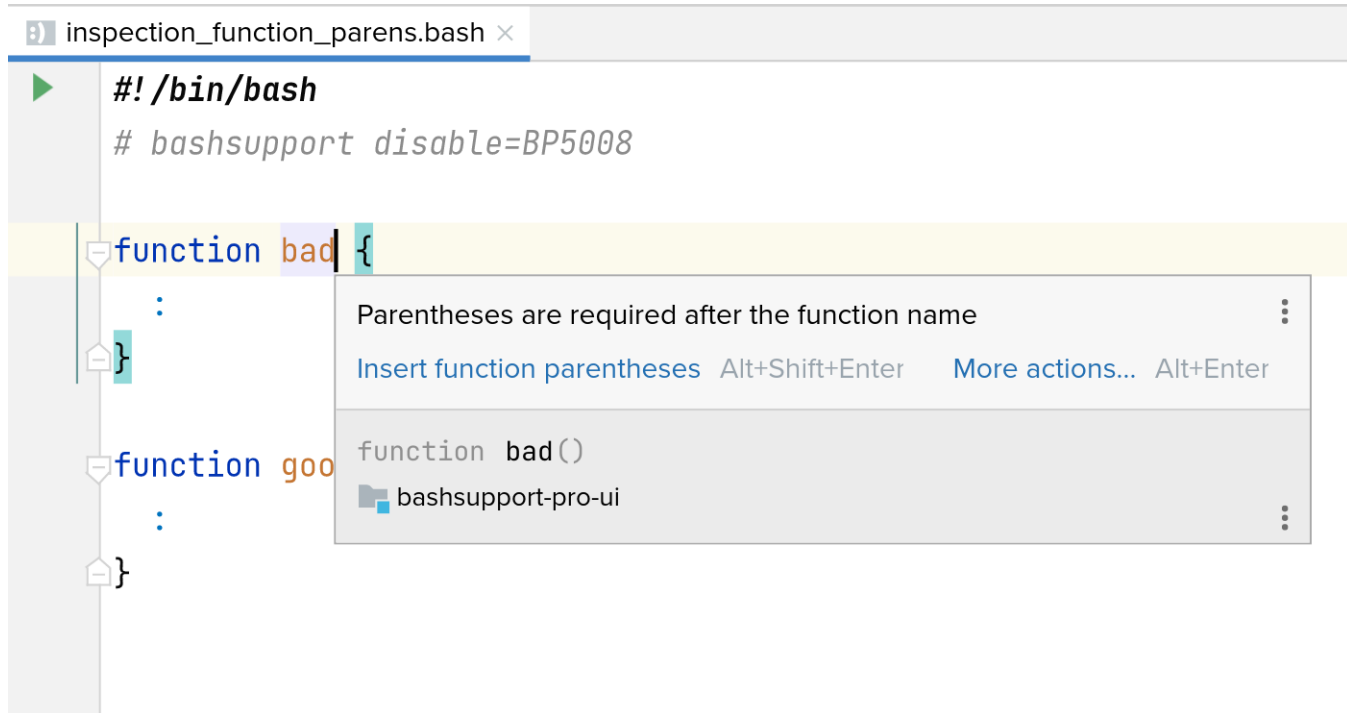 inspection_function_parens.bash
#!/bin/bash
# bashsupport disable=BP5008
function bad {
:
}
Parentheses are required after the function name
Insert function parentheses Alt+Shift+Enter More actions... Alt+Enter
function bad()
bashsupport-pro-ui
function goo
:
}